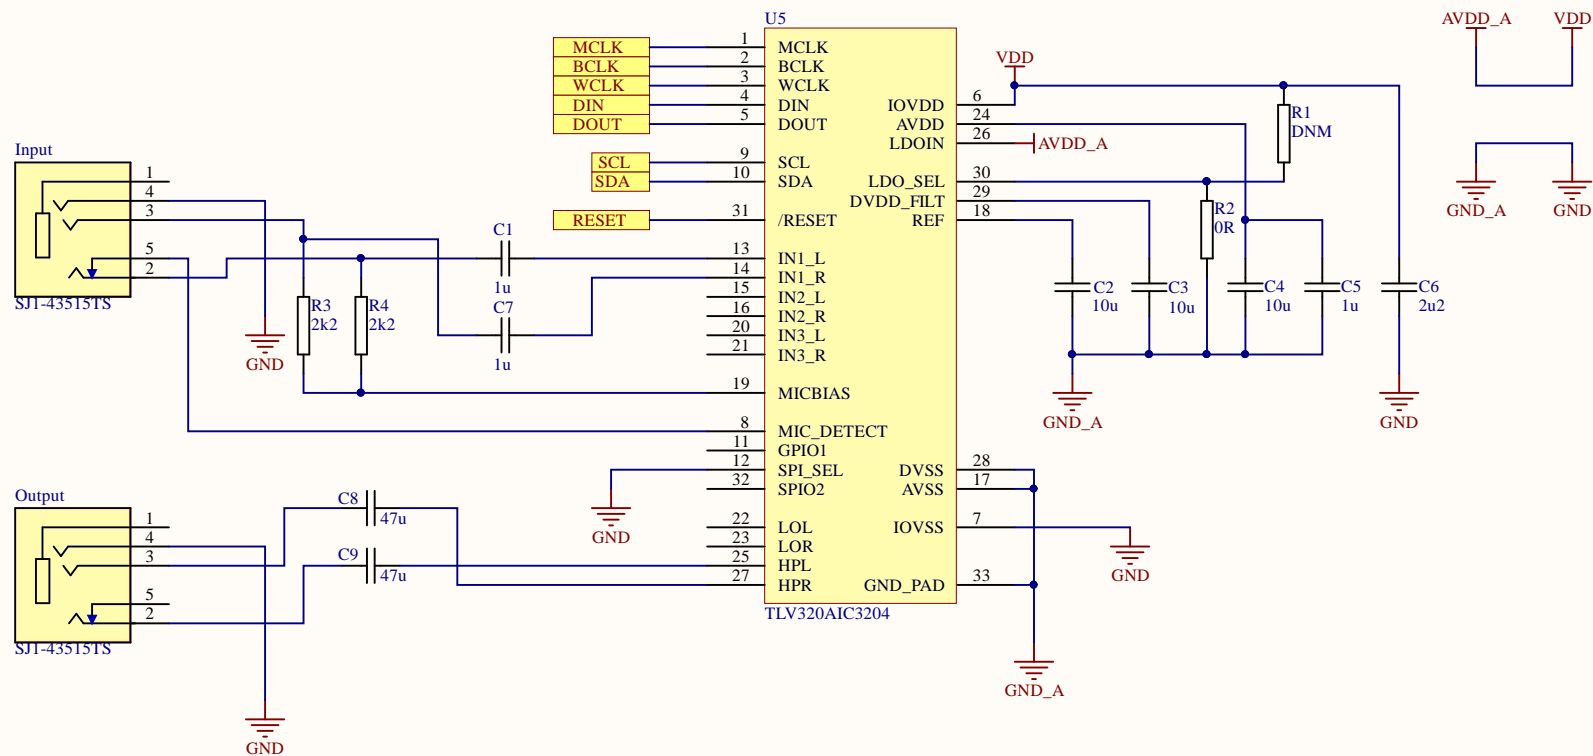 U5
MCLK 1 MCLK
BCLK 2 BCLK
WCLK 3 WCLK
DIN 4 DIN
DOUT 5 DOUT
SCL 9 SCL
SDA 10 SDA
RESET 31 /RESET
13 IN1_L
14 IN1_R
15 IN2_L
16 IN2_R
20 IN3_L
21 IN3_R
19 MICBIAS
8 MIC_DETECT
11 GPIO1
12 SPI_SEL
32 SPIO2
22 LOL
23 LOR
25 HPL
27 HPR
IOVDD 6
AVDD 24
LDOIN 26
AVDD_A
LDO_SEL 30
DVDD_FILT 29
REF 18
DVSS 28
AVSS 17
IOVSS 7
GND_PAD 33
TLV320AIC3204
Input
1
4
3
5
2
SJ1-43515TS
GND
R3
2k2
R4
2k2
C1
1u
C7
1u
Output
1
4
3
5
2
SJ1-43515TS
GND
C8
47u
C9
47u
GND
VDD
R1
DNM
R2
0R
C2
10u
C3
10u
C4
10u
C5
1u
C6
2u2
GND_A
GND
GND
GND_A
AVDD_A
VDD
GND_A
GND